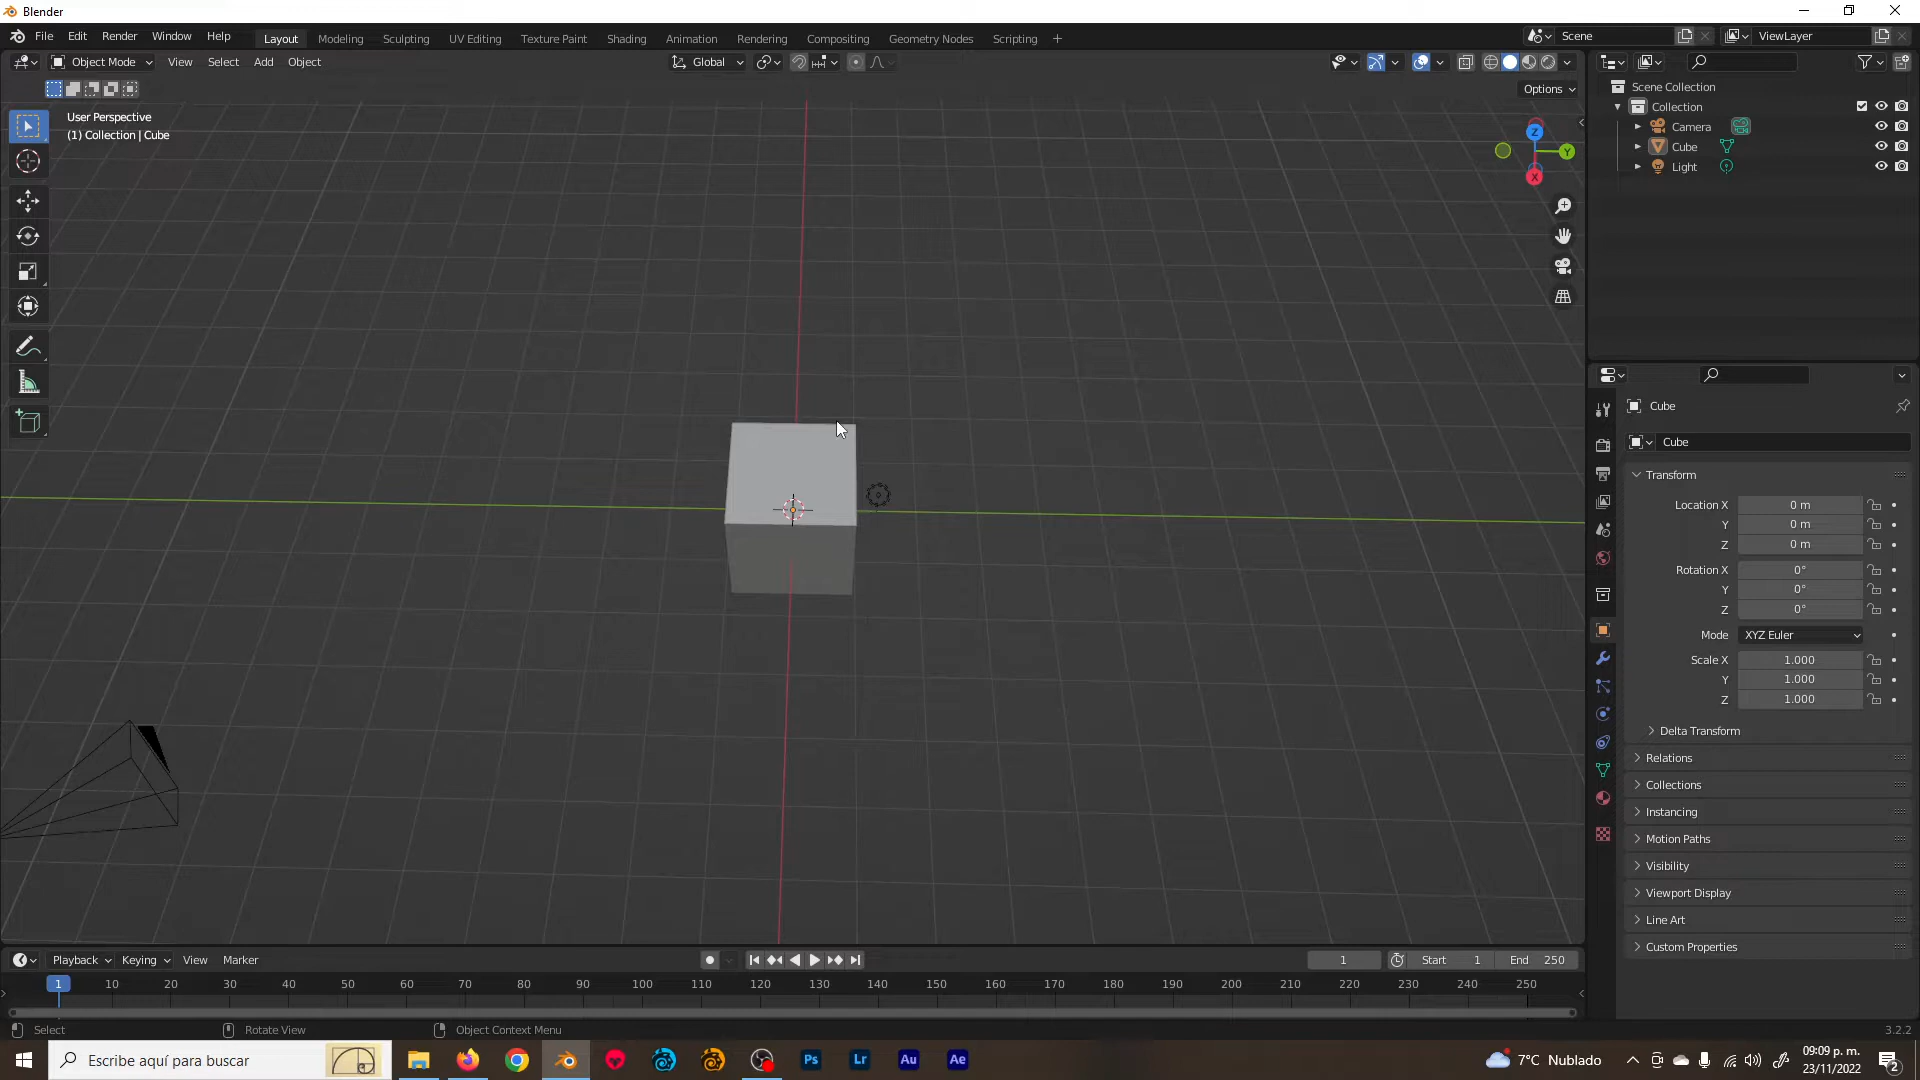 Blender
File Edit Render Window Help Layout Modeling Sculpting UV Editing Texture Paint Shading Animation Rendering Compositing Geometry Nodes Scripting + Scene ViewLayer
Object Mode View Select Add Object Global
Options
User Perspective
(1) Collection | Cube
Z
Y
X
Scene Collection
Collection
Camera
Cube
Light
Cube
Cube
Transform
Location X 0 m
Y 0 m
Z 0 m
Rotation X 0°
Y 0°
Z 0°
Mode XYZ Euler
Scale X 1.000
Y 1.000
Z 1.000
Delta Transform
Relations
Collections
Instancing
Motion Paths
Visibility
Viewport Display
Line Art
Custom Properties
Playback Keying View Marker 1 Start 1 End 250
1 10 20 30 40 50 60 70 80 90 100 110 120 130 140 150 160 170 180 190 200 210 220 230 240 250
Select Rotate View Object Context Menu 3.2.2
Escribe aquí para buscar Ps Lr Au Ae 7°C Nublado 09:09 p. m.
23/11/2022 2